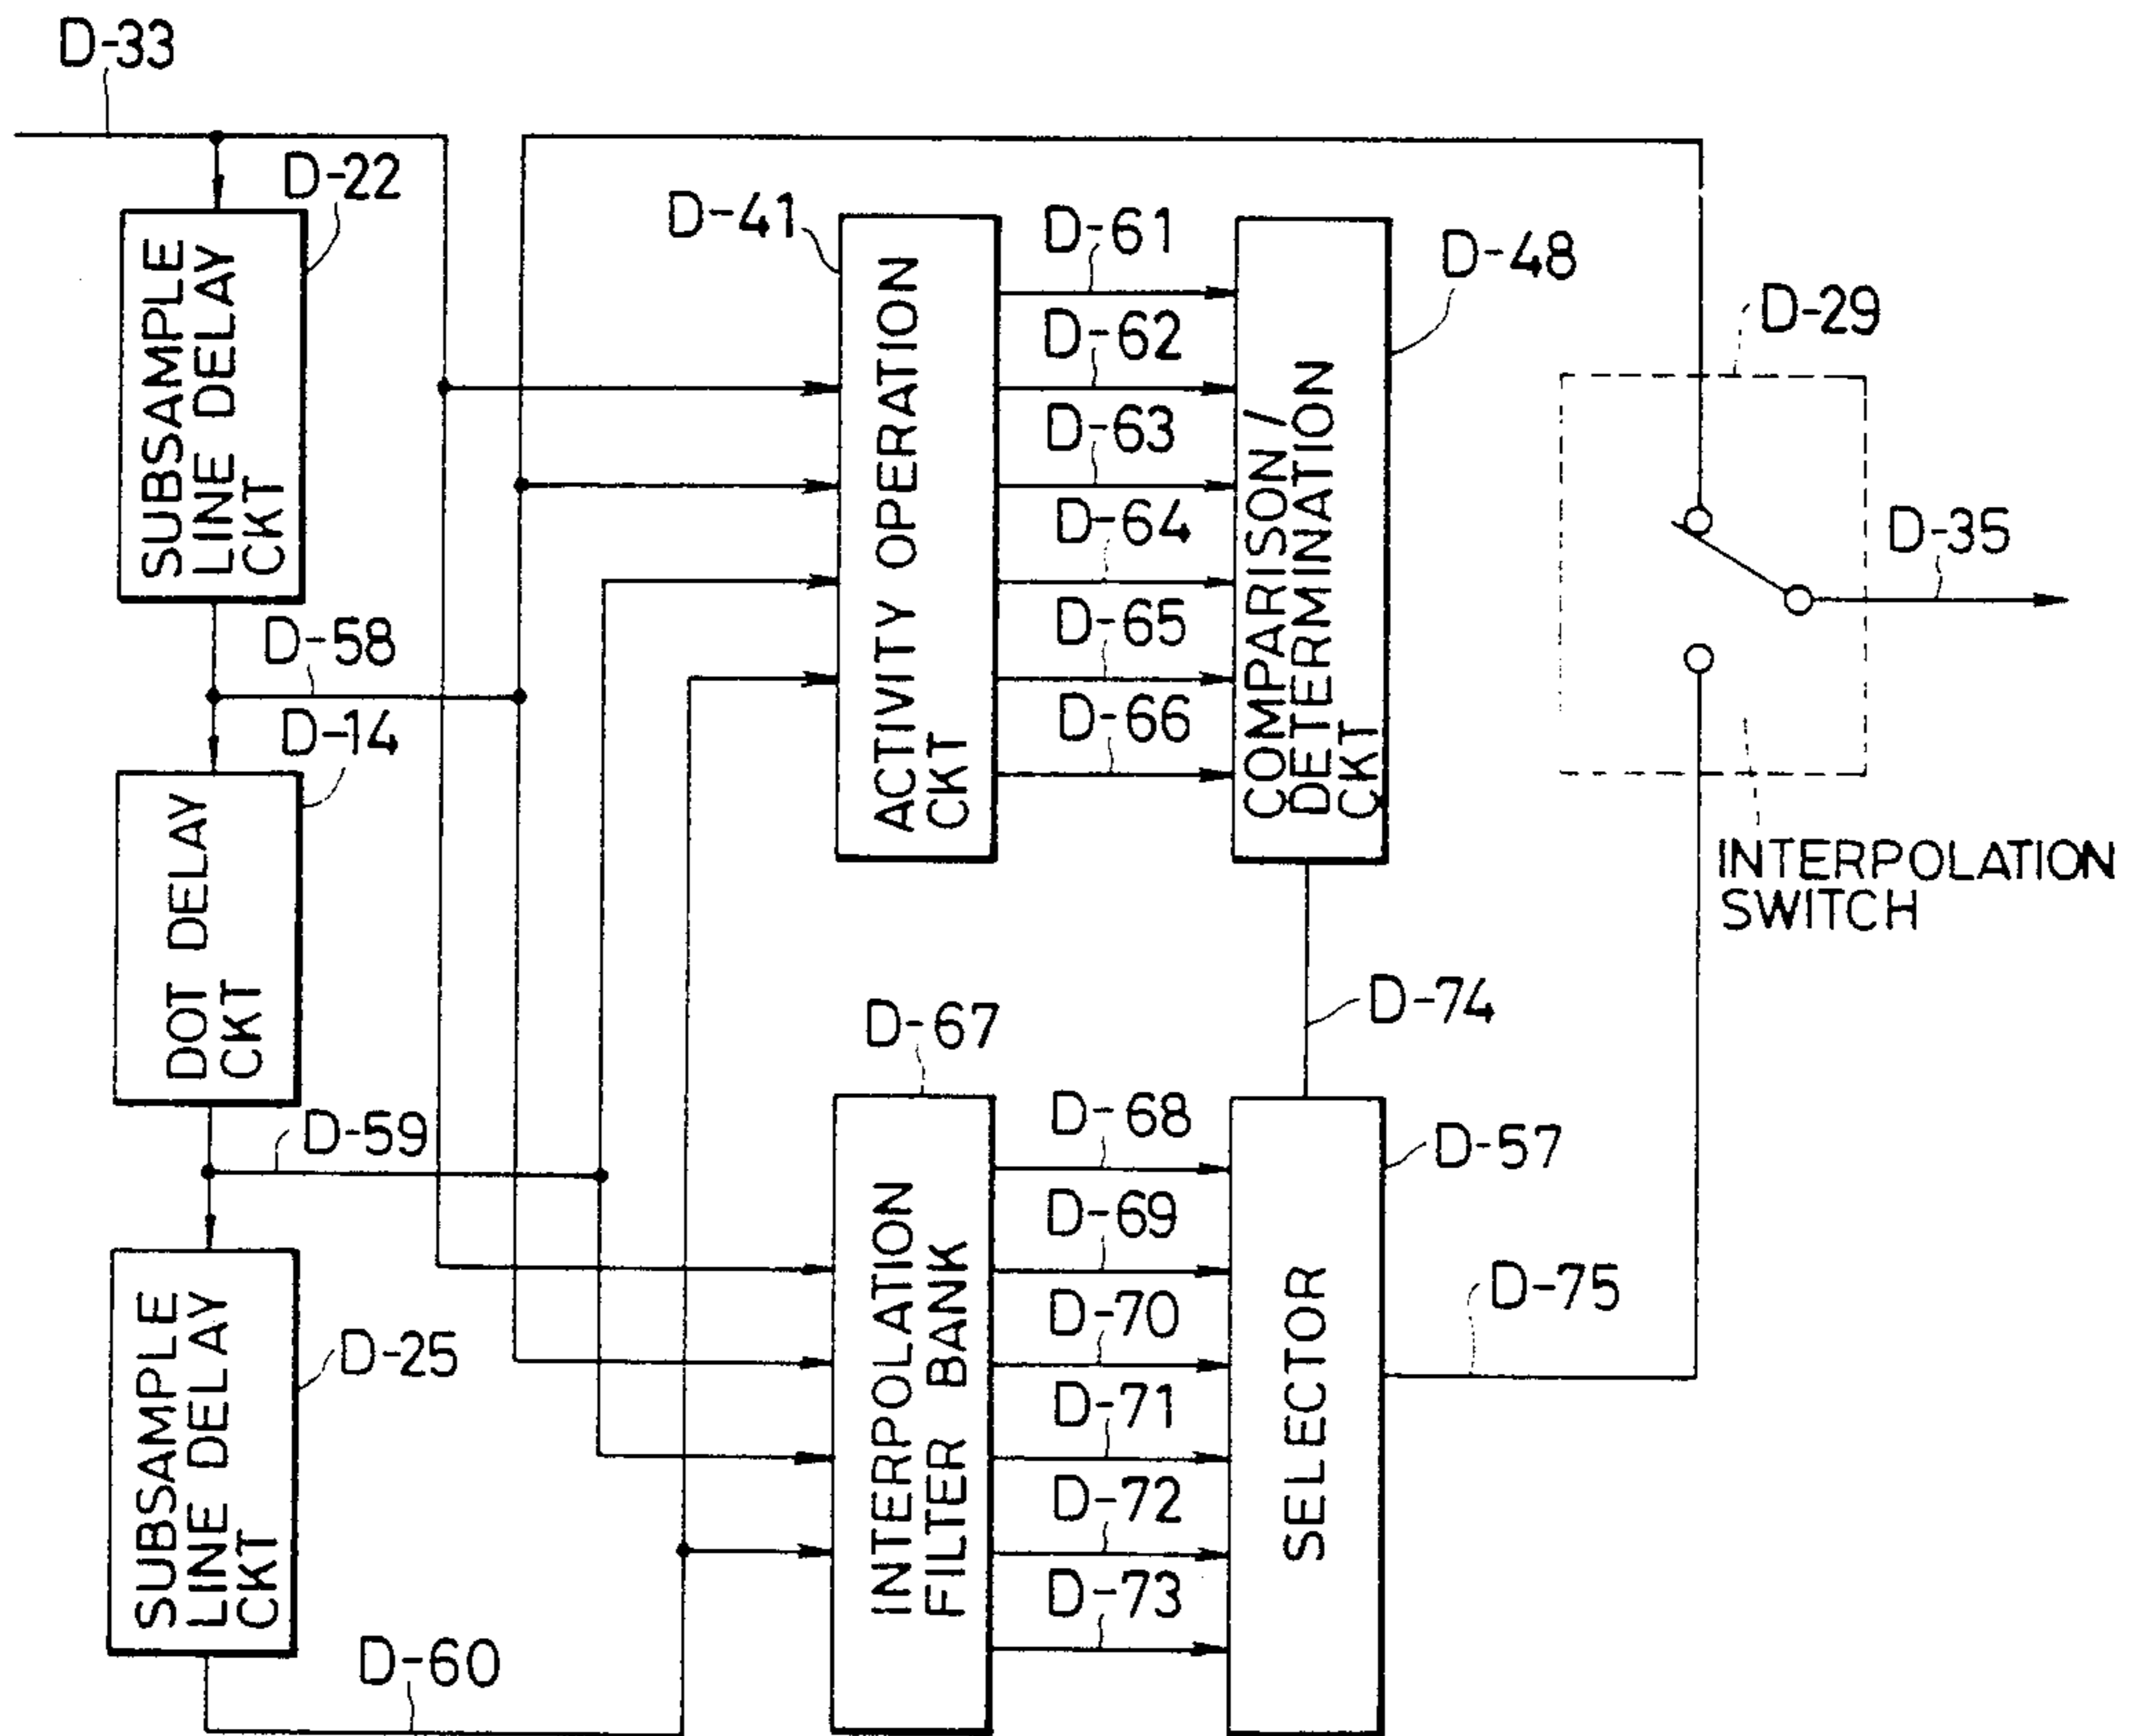 D-33
D-22
SUBSAMPLE
LINE DELAY
CKT
D-58
D-14
DOT DELAY
CKT
D-59
SUBSAMPLE
LINE DELAY
CKT
D-25
D-60
D-41
ACTIVITY OPERATION
CKT
D-61
D-62
D-63
D-64
D-65
D-66
COMPARISON/
DETERMINATION
CKT
D-48
D-29
D-35
INTERPOLATION
SWITCH
D-74
D-67
INTERPOLATION
FILTER BANK
D-68
D-69
D-70
D-71
D-72
D-73
SELECTOR
D-57
D-75